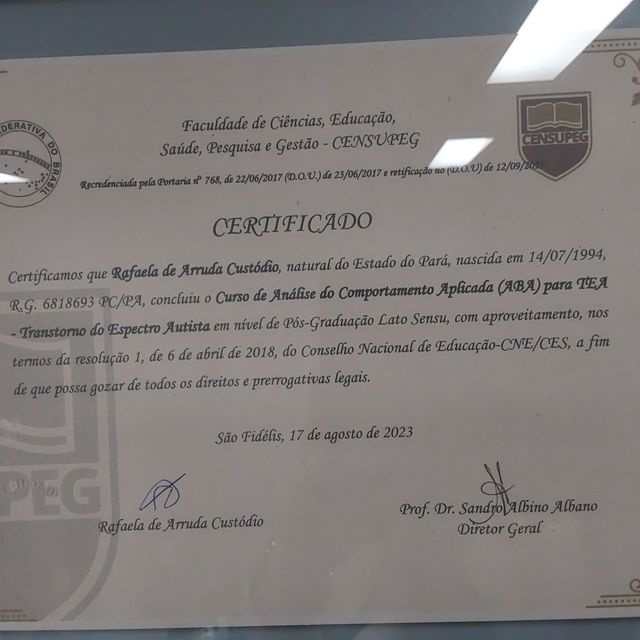 DERATIVA DO BRASIL
Faculdade de Ciências, Educação,
Saúde, Pesquisa e Gestão - CENSUPEG
CENSUPEG
Recredenciada pela Portaria nº 768, de 22/06/2017 (D.O.U.) de 23/06/2017 e retificação no (D.O.U) de 12/09/2017
CERTIFICADO
Certificamos que Rafaela de Arruda Custódio, natural do Estado do Pará, nascida em 14/07/1994,
R.G. 6818693 PC/PA, concluiu o Curso de Análise do Comportamento Aplicada (ABA) para TEA
- Transtorno do Espectro Autista em nível de Pós-Graduação Lato Sensu, com aproveitamento, nos
termos da resolução 1, de 6 de abril de 2018, do Conselho Nacional de Educação-CNE/CES, a fim
de que possa gozar de todos os direitos e prerrogativas legais.
São Fidélis, 17 de agosto de 2023
PEG
Rafaela de Arruda Custódio
Prof. Dr. Sandro Albino Albano
Diretor Geral